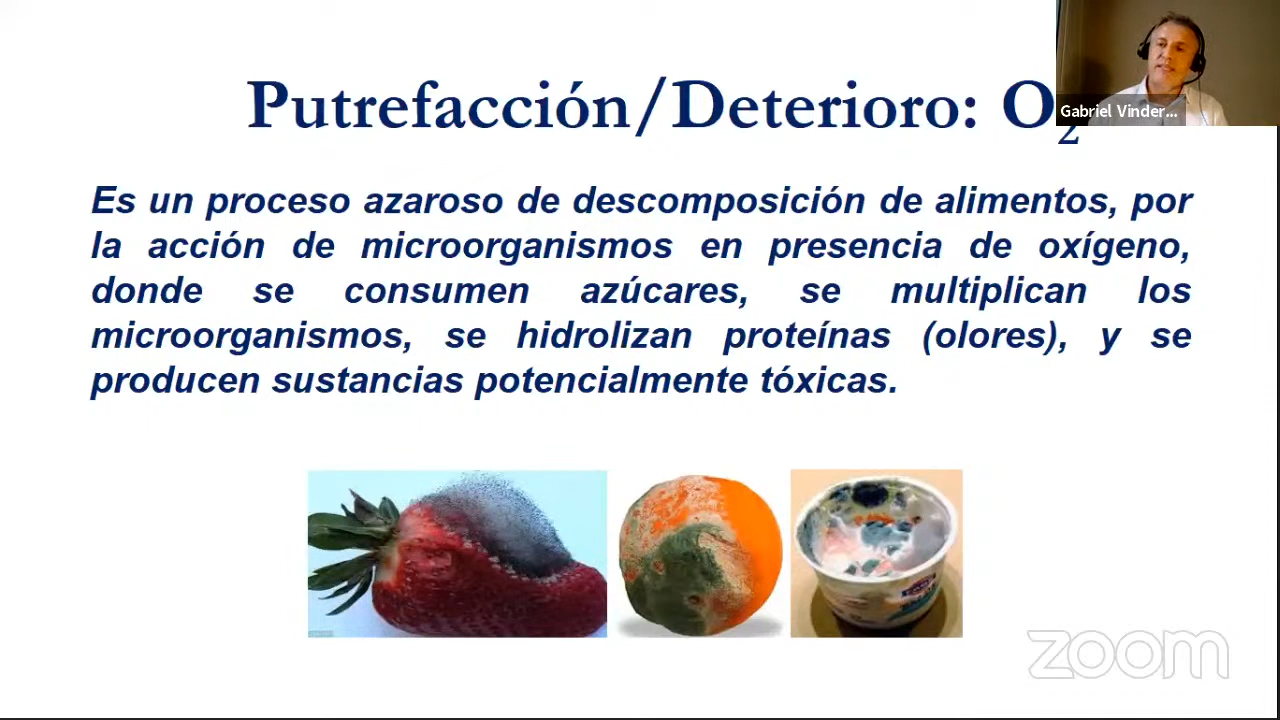 Putrefacción/Deterioro: O₂
Gabriel Vinder...
Es un proceso azaroso de descomposición de alimentos, por
la acción de microorganismos en presencia de oxígeno,
donde se consumen azúcares, se multiplican los
microorganismos, se hidrolizan proteínas (olores), y se
producen sustancias potencialmente tóxicas.
zoom